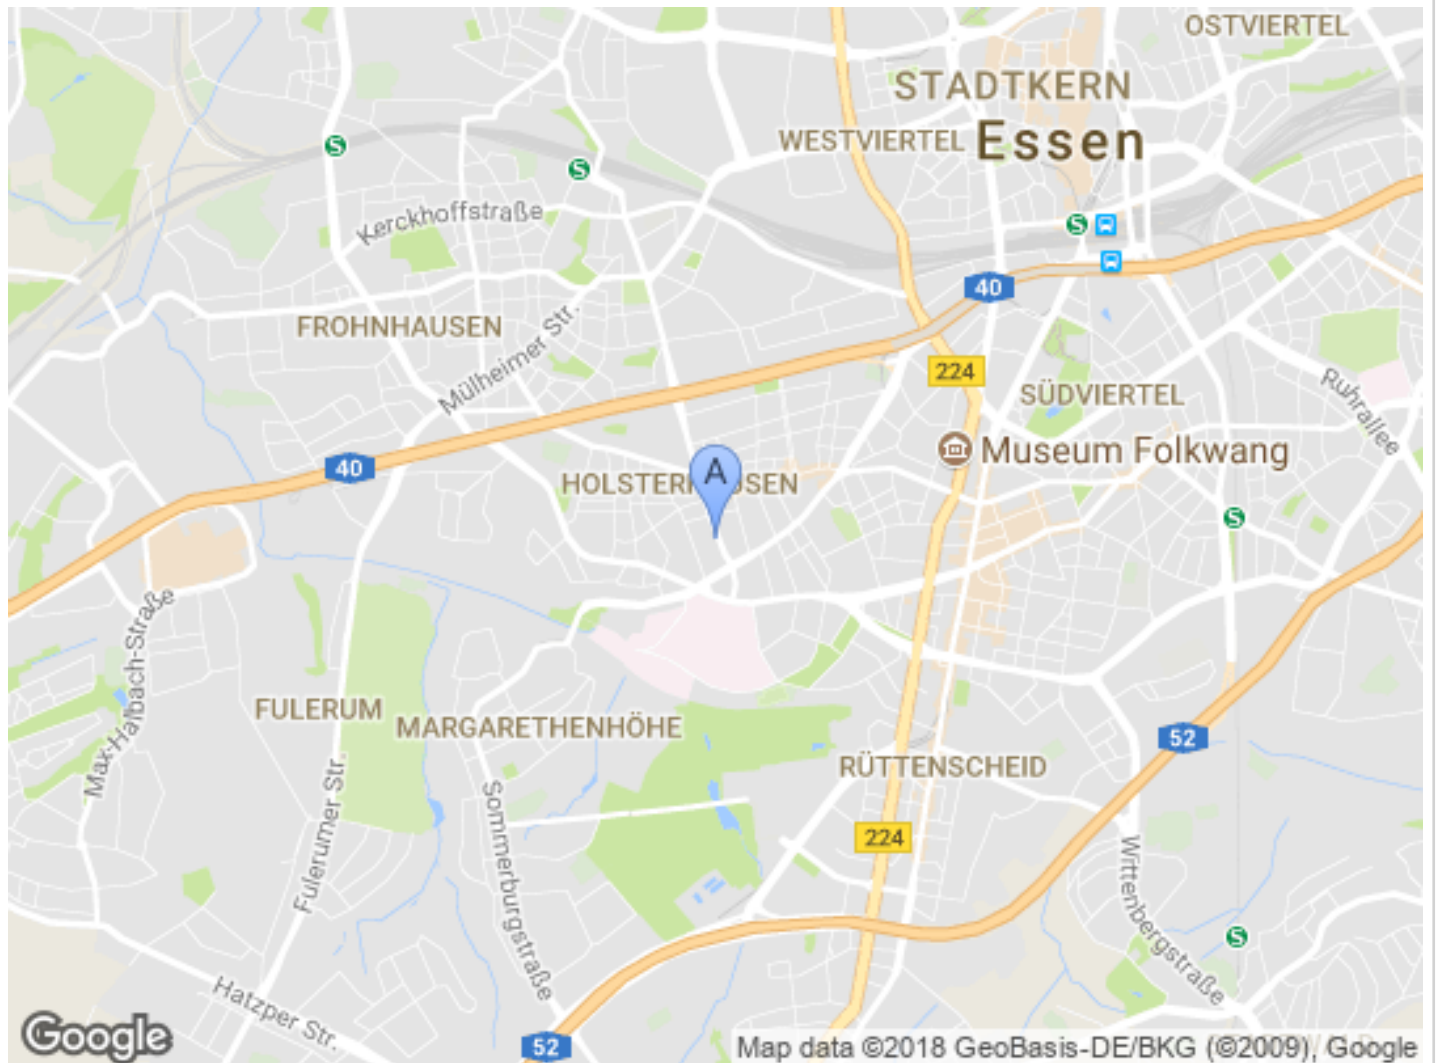 OSTVIERTEL
STADTKERN
WESTVIERTEL
Essen
S
S
Kerckhoffstraße
S
40
FROHNHAUSEN
Mülheimer Str.
224
SÜDVIERTEL
Ruhrallee
Museum Folkwang
40
A
S
Max-Halbach-Straße
FULERUM
MARGARETHENHÖHE
52
RÜTTENSCHEID
Fulerumer Str.
Sommerburgstraße
224
Wittenbergstraße
S
Hatzper Str.
Google
52
Map data ©2018 GeoBasis-DE/BKG (©2009), Google